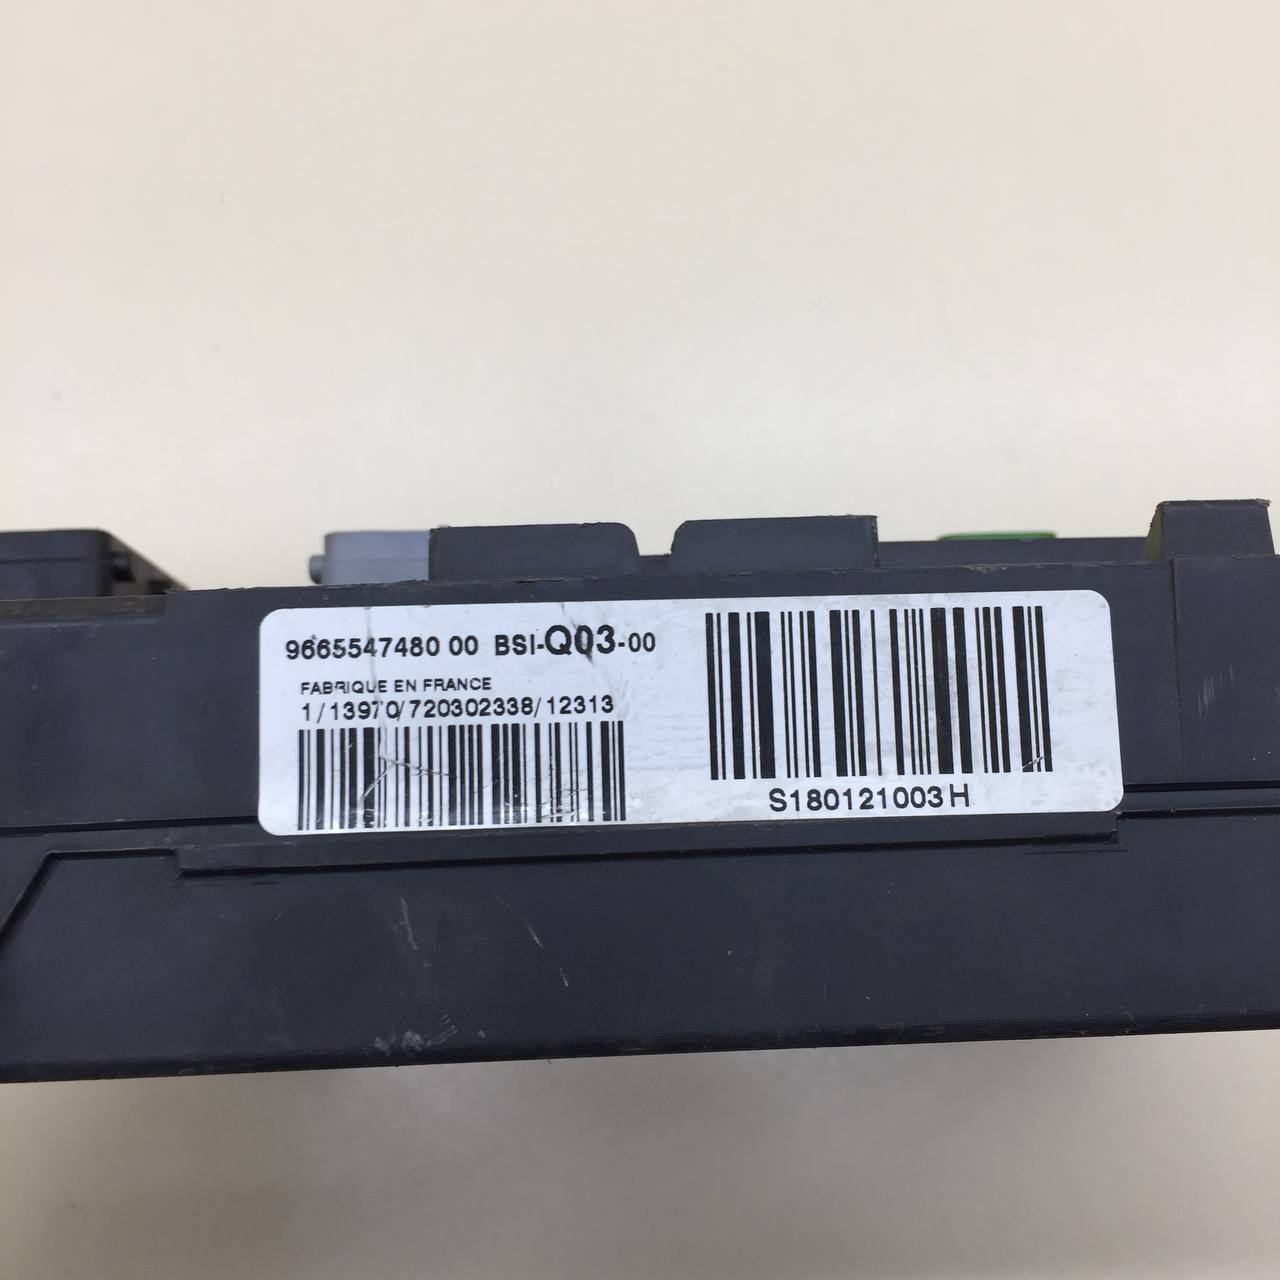 9665547480 00 BSI-Q03-00
FABRIQUE EN FRANCE
1/13970/720302338/12313
S180121003H